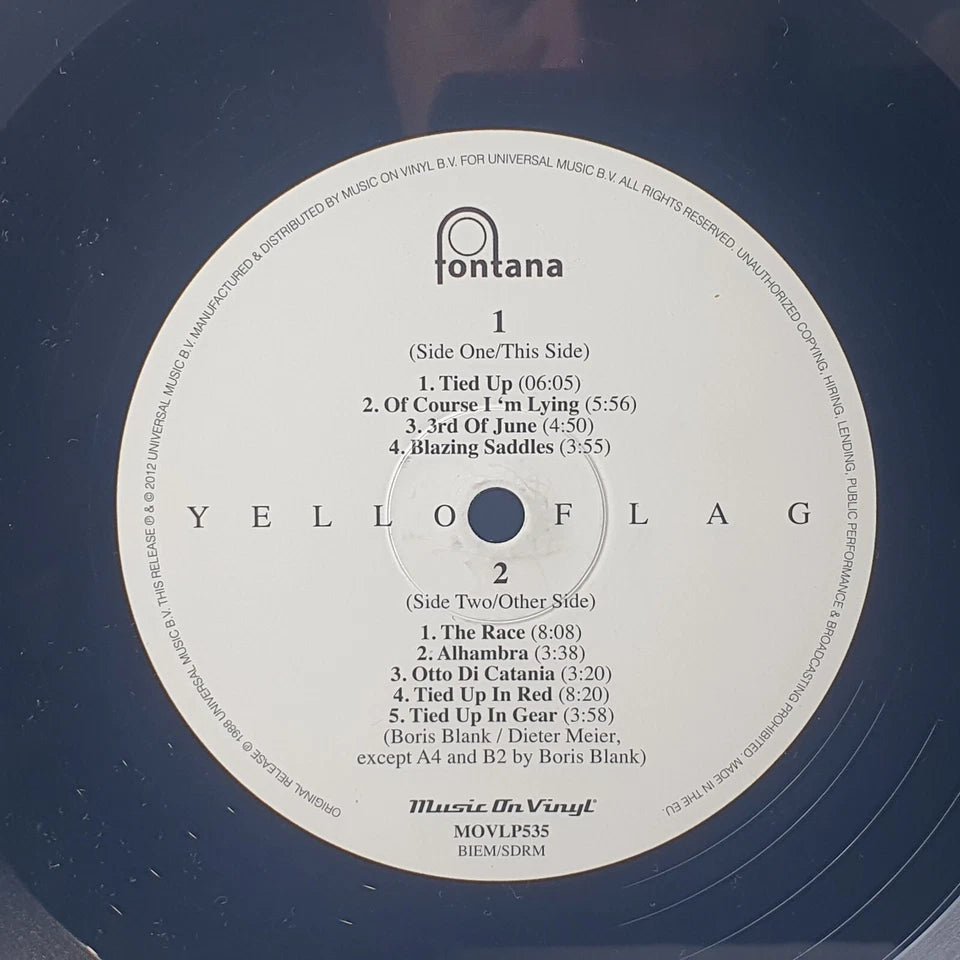 fontana
1
(Side One/This Side)
1. Tied Up (06:05)
2. Of Course I ‘m Lying (5:56)
3. 3rd Of June (4:50)
4. Blazing Saddles (3:55)
YELLO FLAG
2
(Side Two/Other Side)
1. The Race (8:08)
2. Alhambra (3:38)
3. Otto Di Catania (3:20)
4. Tied Up In Red (8:20)
5. Tied Up In Gear (3:58)
(Boris Blank / Dieter Meier,
except A4 and B2 by Boris Blank)
Music On Vinyl®
MOVLP535
BIEM/SDRM
ORIGINAL RELEASE ℗ 1988 UNIVERSAL MUSIC B.V. THIS RELEASE ℗ & © 2012 UNIVERSAL MUSIC B.V. MANUFACTURED & DISTRIBUTED BY MUSIC ON VINYL B.V. FOR UNIVERSAL MUSIC B.V. ALL RIGHTS RESERVED. UNAUTHORIZED COPYING, HIRING, LENDING, PUBLIC PERFORMANCE & BROADCASTING PROHIBITED. MADE IN THE EU